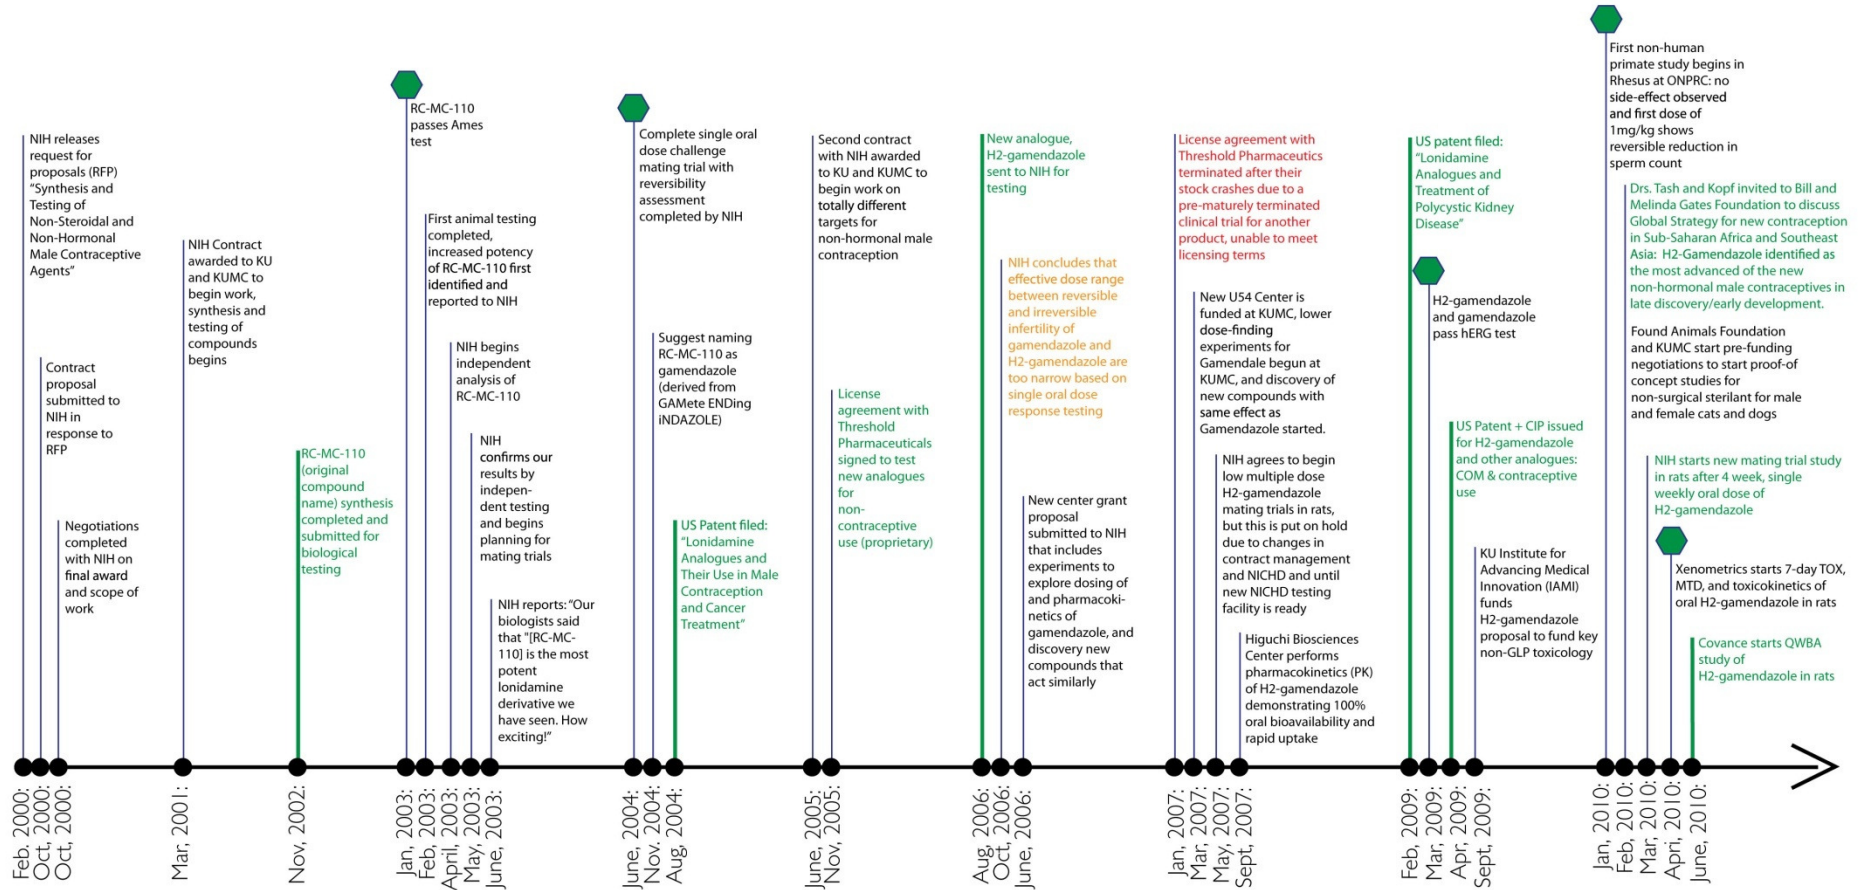 NIH releases
request for
proposals (RFP)
“Synthesis and
Testing of
Non-Steroidal and
Non-Hormonal
Male Contraceptive
Agents”
Contract
proposal
submitted to
NIH in
response to
RFP
Negotiations
completed
with NIH on
final award
and scope of
work
NIH Contract
awarded to KU
and KUMC to
begin work,
synthesis and
testing of
compounds
begins
RC-MC-110
(original
compound
name) synthesis
completed and
submitted for
biological
testing
RC-MC-110
passes Ames
test
First animal testing
completed,
increased potency
of RC-MC-110 first
identified and
reported to NIH
NIH begins
independent
analysis of
RC-MC-110
NIH
confirms our
results by
indepen-
dent testing
and begins
planning for
mating trials
NIH reports: “Our
biologists said
that "[RC-MC-
110] is the most
potent
lonidamine
derivative we
have seen. How
exciting!”
Complete single oral
dose challenge
mating trial with
reversibility
assessment
completed by NIH
Suggest naming
RC-MC-110 as
gamendazole
(derived from
GAMete ENDing
iNDAZOLE)
US Patent filed:
“Lonidamine
Analogues and
Their Use in Male
Contraception
and Cancer
Treatment”
Second contract
with NIH awarded
to KU and KUMC to
begin work on
totally different
targets for
non-hormonal male
contraception
License
agreement with
Threshold
Pharmaceuticals
signed to test
new analogues
for
non-
contraceptive
use (proprietary)
New analogue,
H2-gamendazole
sent to NIH for
testing
NIH concludes that
effective dose range
between reversible
and irreversible
infertility of
gamendazole and
H2-gamendazole are
too narrow based on
single oral dose
response testing
New center grant
proposal
submitted to NIH
that includes
experiments to
explore dosing of
and pharmacoki-
netics of
gamendazole, and
discovery new
compounds that
act similarly
License agreement with
Threshold Pharmaceutics
terminated after their
stock crashes due to a
pre-maturely terminated
clinical trial for another
product, unable to meet
licensing terms
New U54 Center is
funded at KUMC, lower
dose-finding
experiments for
Gamendale begun at
KUMC, and discovery of
new compounds with
same effect as
Gamendazole started.
NIH agrees to begin
low multiple dose
H2-gamendazole
mating trials in rats,
but this is put on hold
due to changes in
contract management
and NICHD and until
new NICHD testing
facility is ready
Higuchi Biosciences
Center performs
pharmacokinetics (PK)
of H2-gamendazole
demonstrating 100%
oral bioavailability and
rapid uptake
US patent filed:
“Lonidamine
Analogues and
Treatment of
Polycystic Kidney
Disease”
H2-gamendazole
and gamendazole
pass hERG test
US Patent + CIP issued
for H2-gamendazole
and other analogues:
COM & contraceptive
use
KU Institute for
Advancing Medical
Innovation (IAMI)
funds
H2-gamendazole
proposal to fund key
non-GLP toxicology
First non-human
primate study begins in
Rhesus at ONPRC: no
side-effect observed
and first dose of
1mg/kg shows
reversible reduction in
sperm count
Drs. Tash and Kopf invited to Bill and
Melinda Gates Foundation to discuss
Global Strategy for new contraception
in Sub-Saharan Africa and Southeast
Asia: H2-Gamendazole identified as
the most advanced of the new
non-hormonal male contraceptives in
late discovery/early development.
Found Animals Foundation
and KUMC start pre-funding
negotiations to start proof-of
concept studies for
non-surgical sterilant for male
and female cats and dogs
NIH starts new mating trial study
in rats after 4 week, single
weekly oral dose of
H2-gamendazole
Xenometrics starts 7-day TOX,
MTD, and toxicokinetics of
oral H2-gamendazole in rats
Covance starts QWBA
study of
H2-gamendazole in rats
Feb. 2000:
Oct, 2000:
Oct, 2000:
Mar, 2001:
Nov, 2002:
Jan, 2003:
Feb, 2003:
April, 2003:
May, 2003:
June, 2003:
June, 2004:
Nov. 2004:
Aug, 2004:
June, 2005:
Nov, 2005:
Aug, 2006:
Oct, 2006:
June, 2006:
Jan, 2007:
Mar, 2007:
May, 2007:
Sept, 2007:
Feb, 2009:
Mar, 2009:
Apr, 2009:
Sept, 2009:
Jan, 2010:
Feb, 2010:
Mar, 2010:
Apri, 2010:
June, 2010: